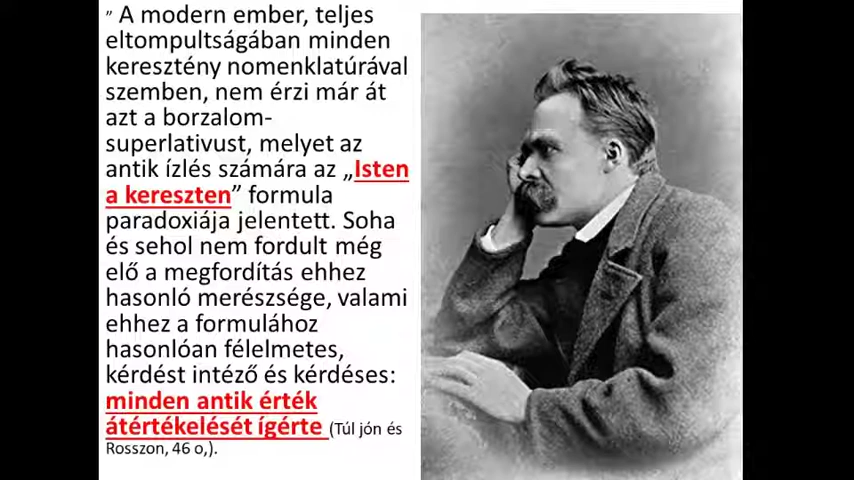 ” A modern ember, teljes
eltompultságában minden
keresztény nomenklatúrával
szemben, nem érzi már át
azt a borzalom-
superlativust, melyet az
antik ízlés számára az „Isten
a kereszten” formula
paradoxiája jelentett. Soha
és sehol nem fordult még
elő a megfordítás ehhez
hasonló merészsége, valami
ehhez a formulához
hasonlóan félelmetes,
kérdést intéző és kérdéses:
minden antik érték
átértékelését ígérte (Túl jón és
Rosszon, 46 o,).